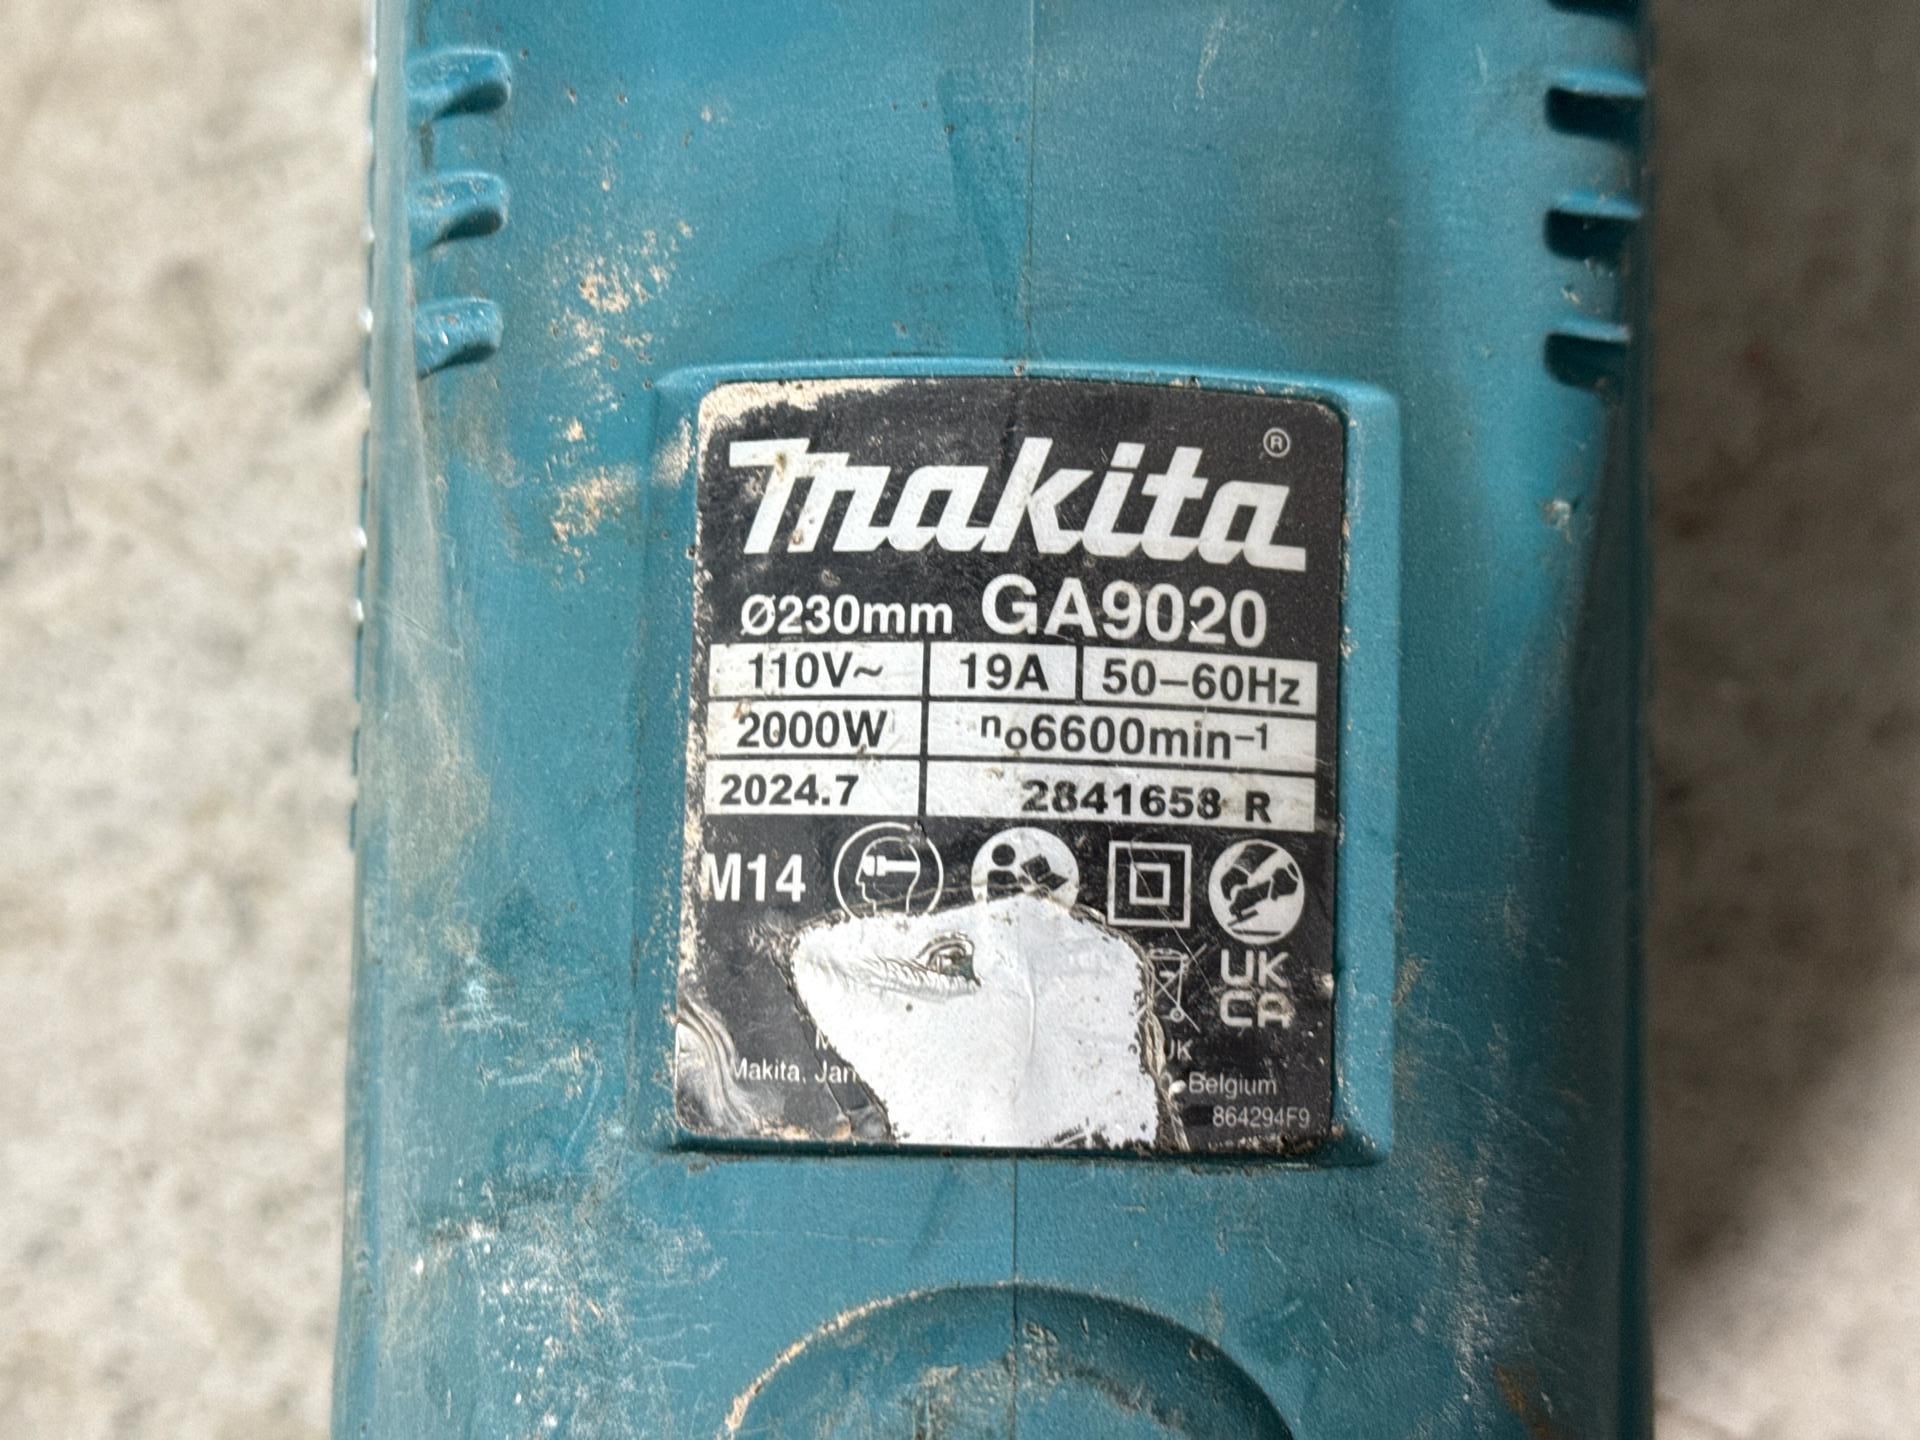 makita®
Ø230mm GA9020
110V~ 19A 50–60Hz
2000W n₀6600min⁻¹
2024.7 2841658 R
M14
UK
CA
UK
Makita. Belgium
864294F9